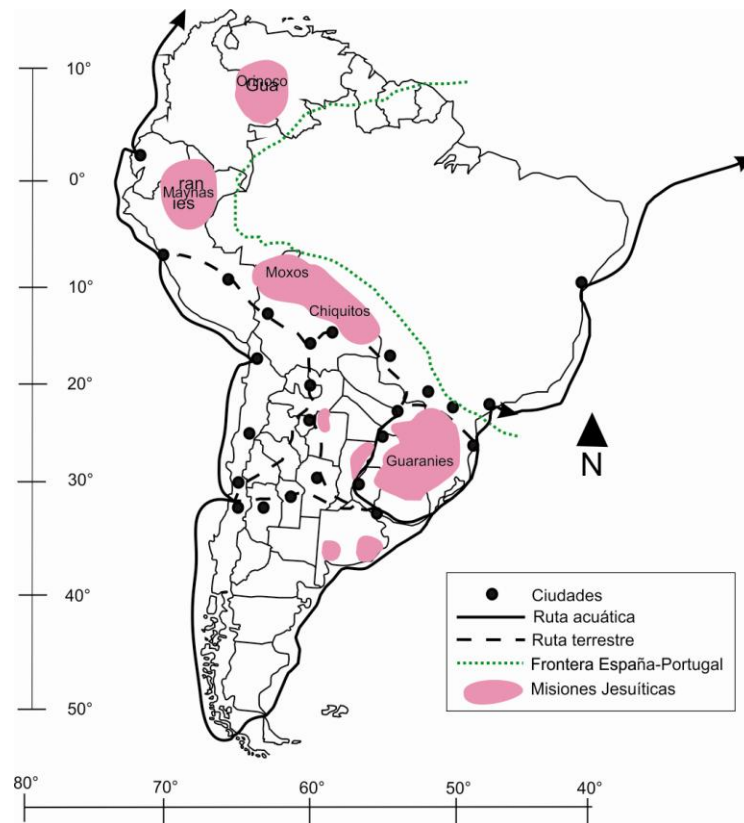 10°
0°
10°
20°
30°
40°
50°
Orinoco
Gua
ran
Maynas
ies
Moxos
Chiquitos
Guaranies
N
Ciudades
Ruta acuática
Ruta terrestre
Frontera España-Portugal
Misiones Jesuíticas
80°
70°
60°
50°
40°